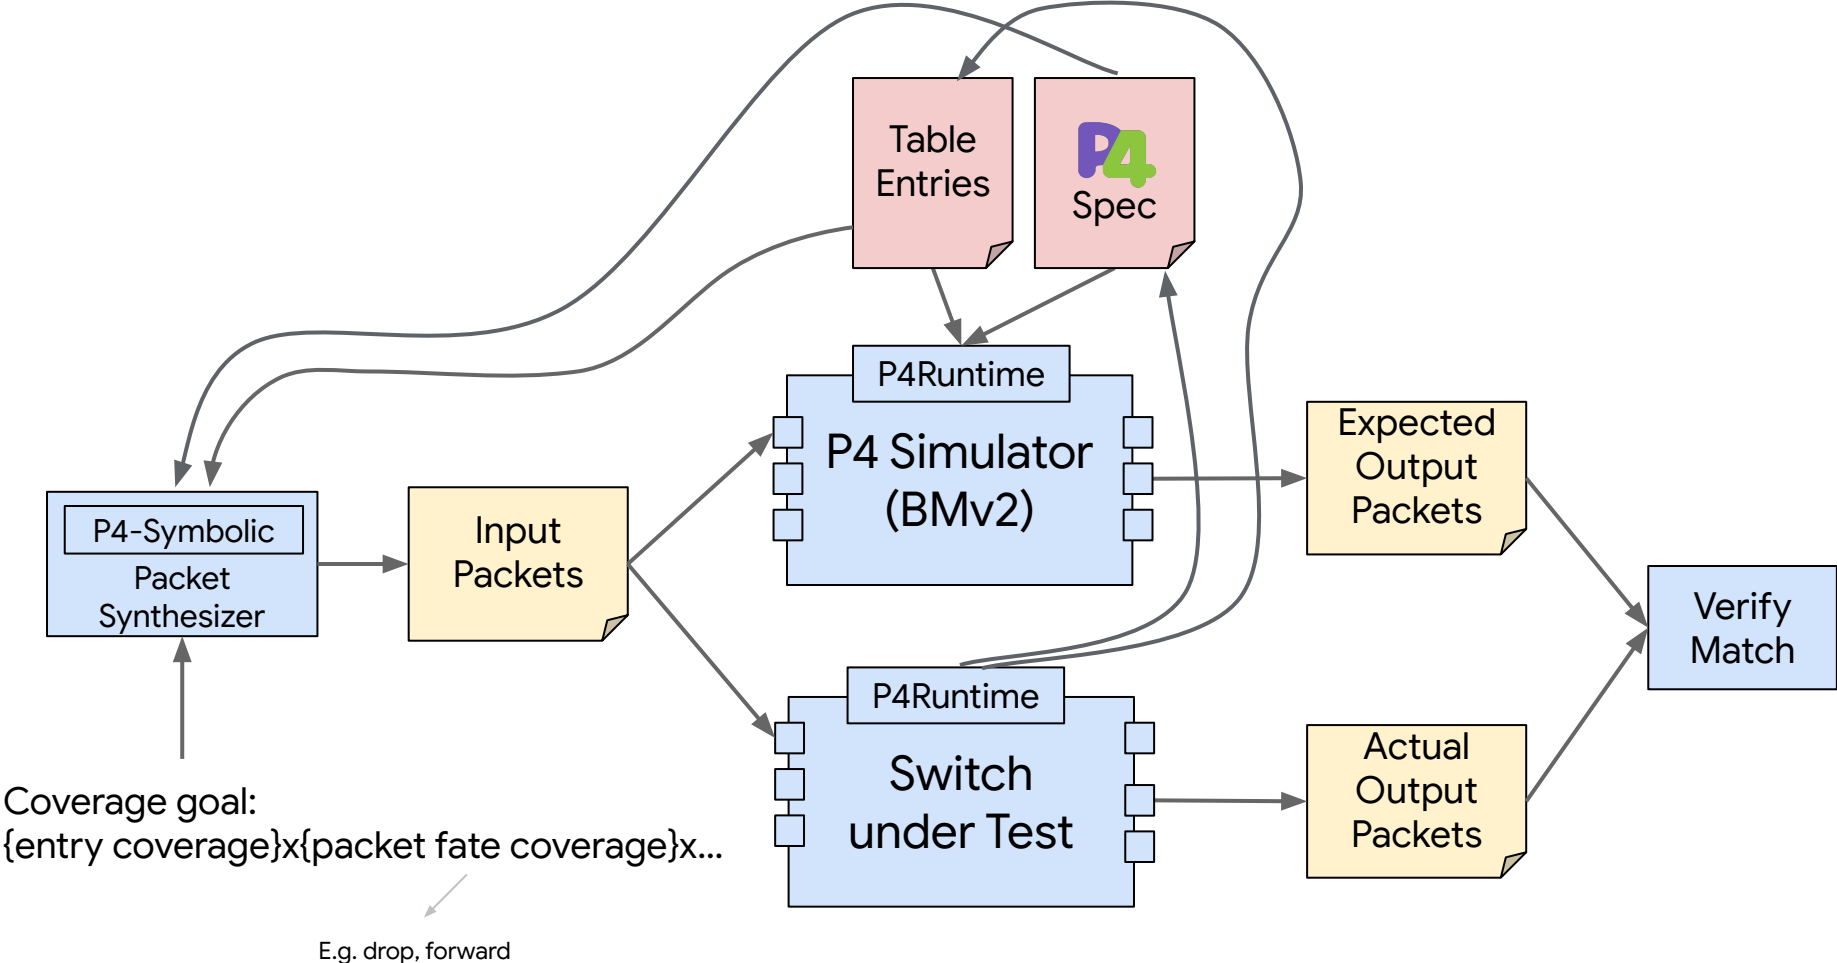 Table
Entries
P4
Spec
P4Runtime
P4 Simulator
(BMv2)
Expected
Output
Packets
P4-Symbolic
Packet
Synthesizer
Input
Packets
Verify
Match
P4Runtime
Switch
under Test
Actual
Output
Packets
Coverage goal:
{entry coverage}x{packet fate coverage}x...
E.g. drop, forward